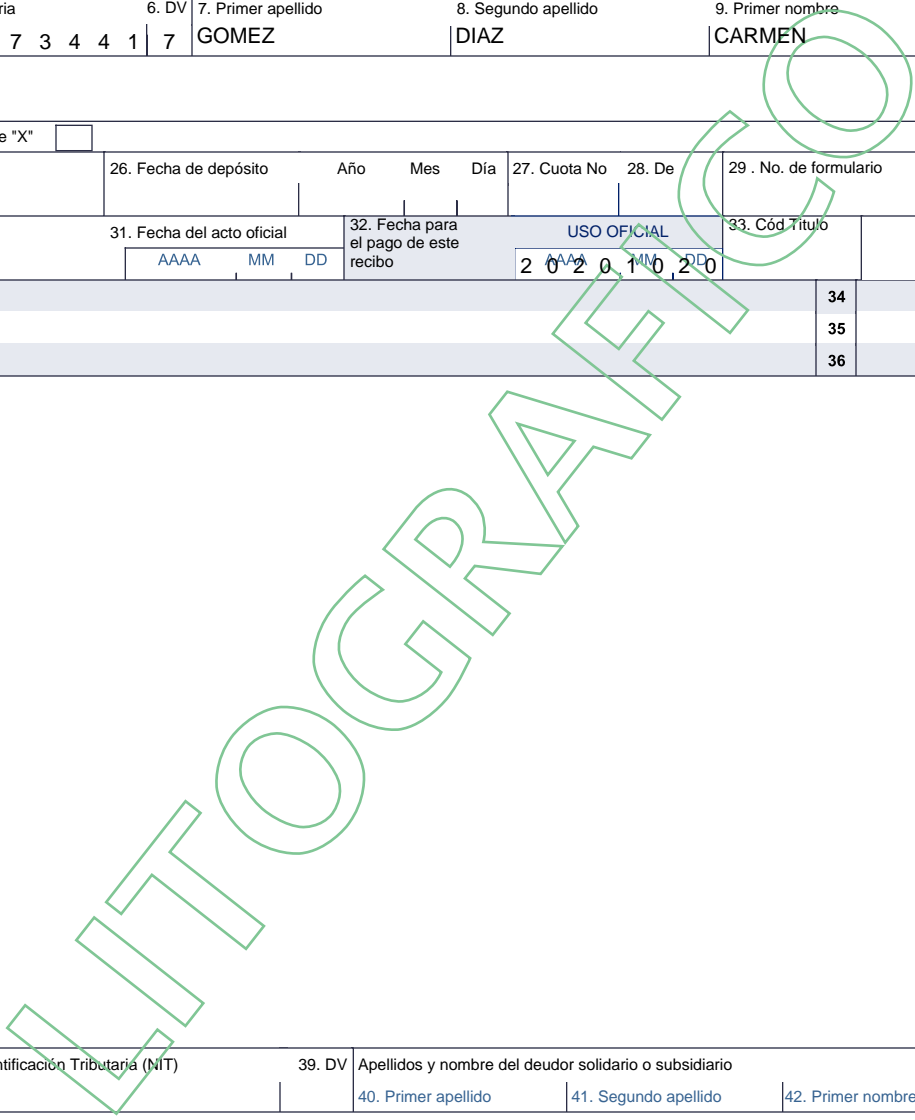 ria 6. DV 7. Primer apellido 8. Segundo apellido 9. Primer nombre
7 3 4 4 1 7 GOMEZ DIAZ CARMEN
e "X"
26. Fecha de depósito Año Mes Día 27. Cuota No 28. De 29 . No. de formulario
31. Fecha del acto oficial 32. Fecha para el pago de este recibo USO OFICIAL 33. Cód Titulo
AAAA MM DD AAAA MM DD
2 0 2 0 1 0 2 0
34
35
36
LITOGRAFICO
ntificación Tributaria (NIT) 39. DV Apellidos y nombre del deudor solidario o subsidiario
40. Primer apellido 41. Segundo apellido 42. Primer nombre